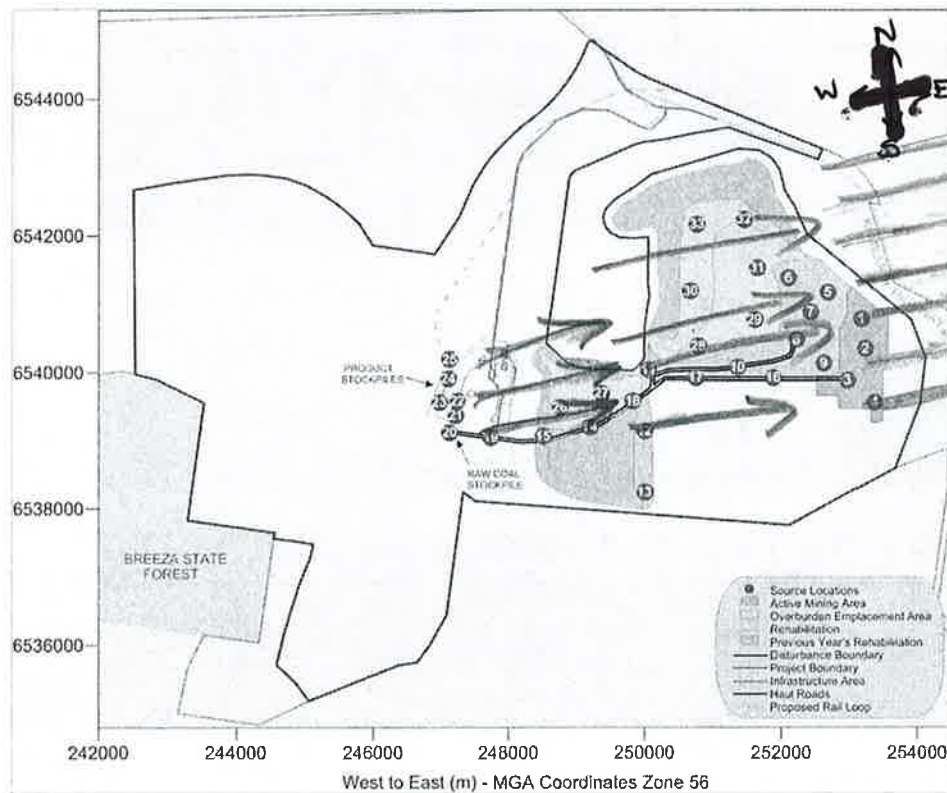 N
W E
S
6544000
6542000
6540000
6538000
6536000
33
32
31
6
5
30
7
1
29
8
2
28
9
25
PRODUCT
STOCKPILES
24
17
10
16
3
27
23
22
26
18
4
21
20
19
15
14
12
RAW COAL
STOCKPILE
13
BREEZA STATE
FOREST
Source Locations
Active Mining Area
Overburden Emplacement Area
Rehabilitation
Previous Year's Rehabilitation
Disturbance Boundary
Project Boundary
Infrastructure Area
Haul Roads
Proposed Rail Loop
242000 244000 246000 248000 250000 252000 254000
West to East (m) - MGA Coordinates Zone 56